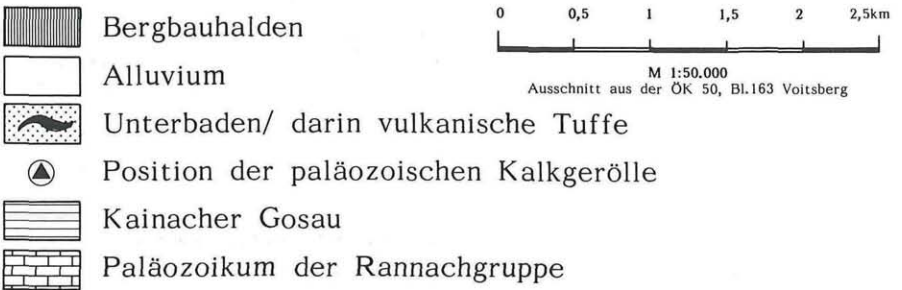 Bergbauhalden
0 0,5 1 1,5 2 2,5km
Alluvium
M 1:50.000
Ausschnitt aus der ÖK 50, Bl.163 Voitsberg
Unterbaden/ darin vulkanische Tuffe
Position der paläozoischen Kalkgerölle
Kainacher Gosau
Paläozoikum der Rannachgruppe